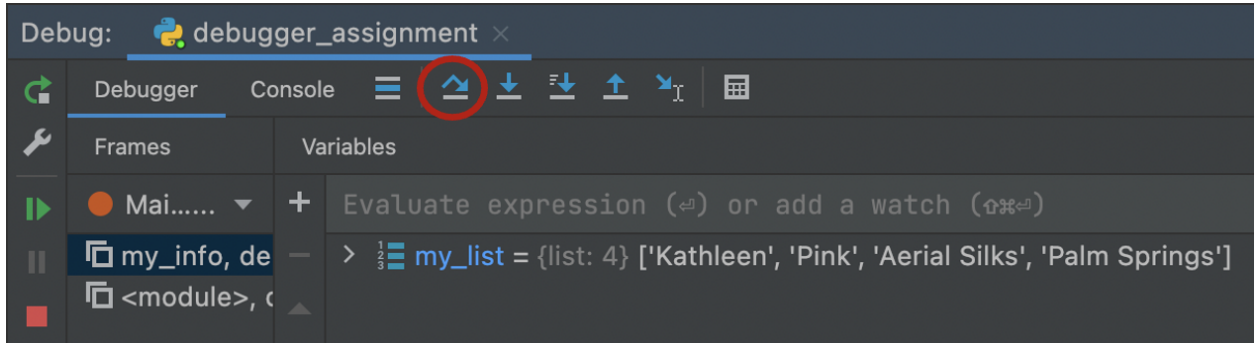 Debug: debugger_assignment ×
Debugger Console
Frames Variables
Mai...... Evaluate expression (⏎) or add a watch (⇧⌘⏎)
my_info, de my_list = {list: 4} ['Kathleen', 'Pink', 'Aerial Silks', 'Palm Springs']
<module>, c